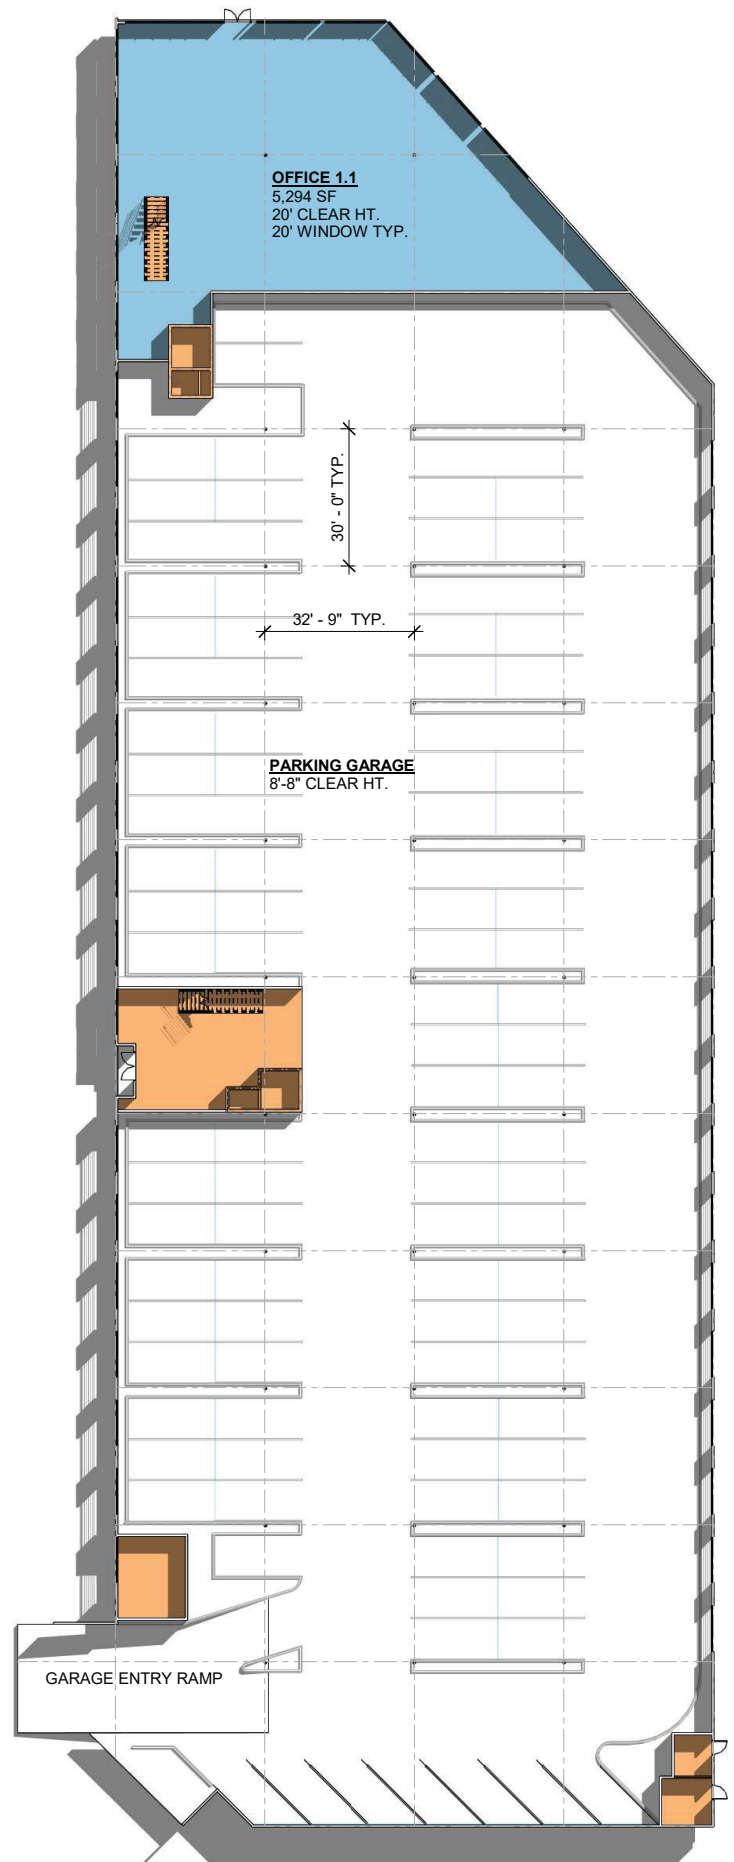 OFFICE 1.1
5,294 SF
20' CLEAR HT.
20' WINDOW TYP.
30' - 0" TYP.
32' - 9" TYP.
PARKING GARAGE
8'-8" CLEAR HT.
GARAGE ENTRY RAMP